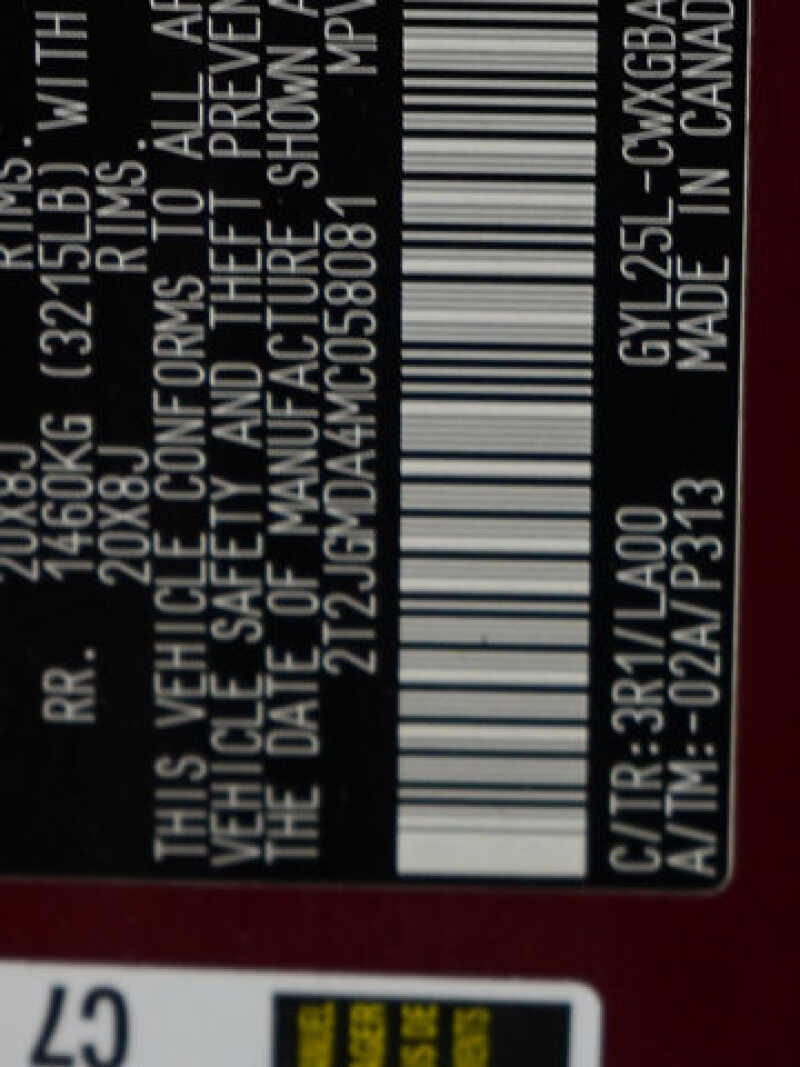 20X8J RIMS.
RR. 1460KG (3215LB) WITH
20X8J RIMS.
THIS VEHICLE CONFORMS TO ALL AP
VEHICLE SAFETY AND THEFT PREVEN
THE DATE OF MANUFACTURE SHOWN A
2T2JGMDA4MC058081 MPV
C/TR:3R1/LA00 GYL25L-CWXGBA
A/TM:-02A/P313 MADE IN CANAD
C7